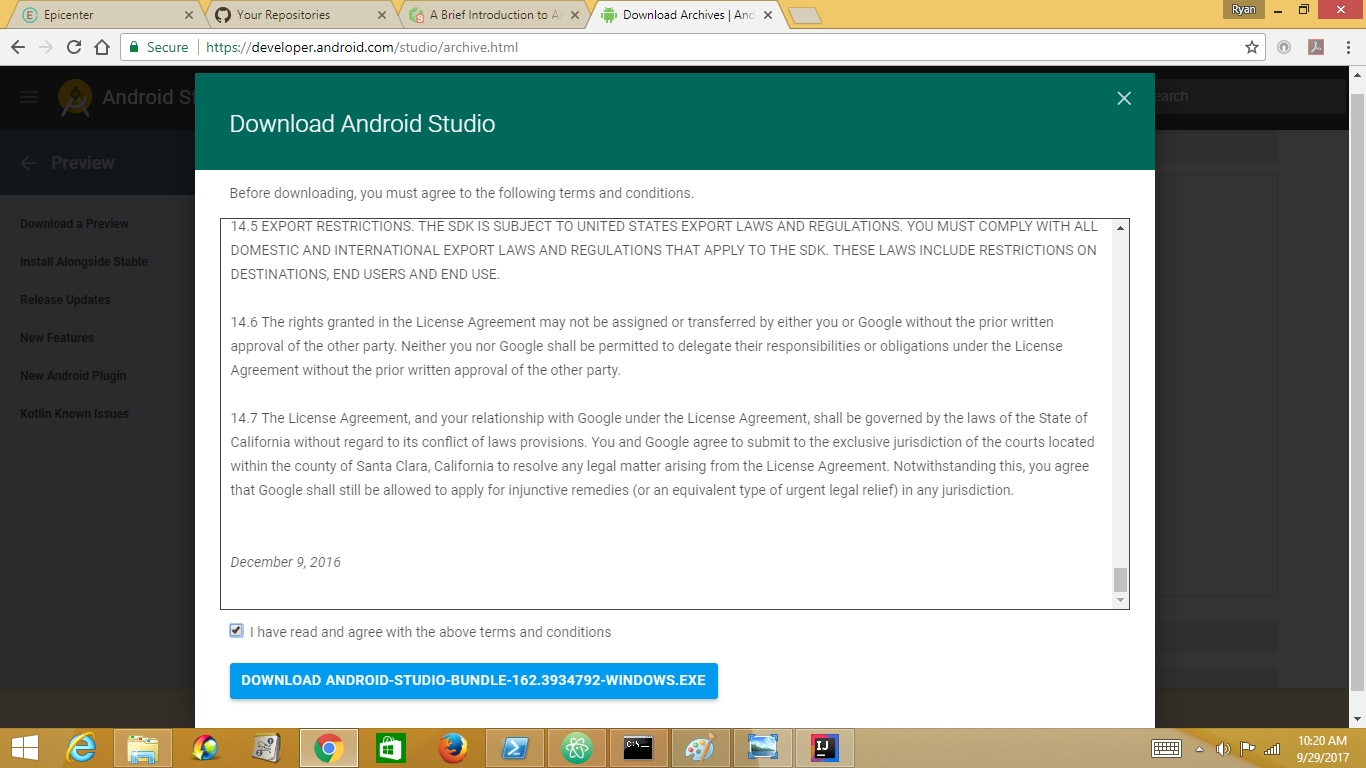 Epicenter
Your Repositories
A Brief Introduction to A
Download Archives | And
Ryan
Secure
https://developer.android.com/studio/archive.html
Android
earch
Download Android Studio
Preview
Before downloading, you must agree to the following terms and conditions.
Download a Preview
Install Alongside Stable
Release Updates
New Features
New Android Plugin
Kotlin Known Issues
14.5 EXPORT RESTRICTIONS. THE SDK IS SUBJECT TO UNITED STATES EXPORT LAWS AND REGULATIONS. YOU MUST COMPLY WITH ALL
DOMESTIC AND INTERNATIONAL EXPORT LAWS AND REGULATIONS THAT APPLY TO THE SDK. THESE LAWS INCLUDE RESTRICTIONS ON
DESTINATIONS, END USERS AND END USE.
14.6 The rights granted in the License Agreement may not be assigned or transferred by either you or Google without the prior written
approval of the other party. Neither you nor Google shall be permitted to delegate their responsibilities or obligations under the License
Agreement without the prior written approval of the other party.
14.7 The License Agreement, and your relationship with Google under the License Agreement, shall be governed by the laws of the State of
California without regard to its conflict of laws provisions. You and Google agree to submit to the exclusive jurisdiction of the courts located
within the county of Santa Clara, California to resolve any legal matter arising from the License Agreement. Notwithstanding this, you agree
that Google shall still be allowed to apply for injunctive remedies (or an equivalent type of urgent legal relief) in any jurisdiction.
December 9, 2016
I have read and agree with the above terms and conditions
DOWNLOAD ANDROID-STUDIO-BUNDLE-162.3934792-WINDOWS.EXE
C:\_
IJ
10:20 AM
9/29/2017